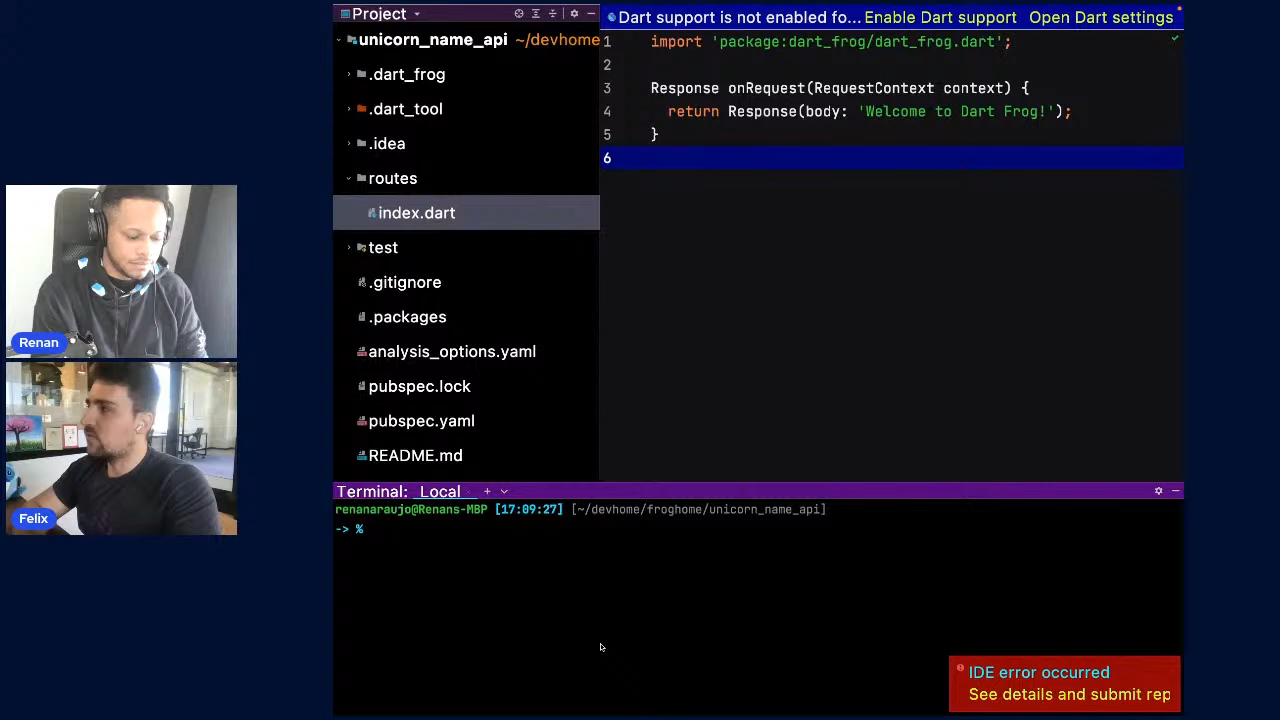 Project
unicorn_name_api ~/devhome
.dart_frog
.dart_tool
.idea
routes
index.dart
test
.gitignore
.packages
analysis_options.yaml
pubspec.lock
pubspec.yaml
README.md
Dart support is not enabled fo... Enable Dart support Open Dart settings
1 import 'package:dart_frog/dart_frog.dart';
2
3 Response onRequest(RequestContext context) {
4 return Response(body: 'Welcome to Dart Frog!');
5 }
6
Renan
Felix
Terminal: Local
renanaraujo@Renans-MBP [17:09:27] [~/devhome/froghome/unicorn_name_api]
-> %
IDE error occurred
See details and submit rep